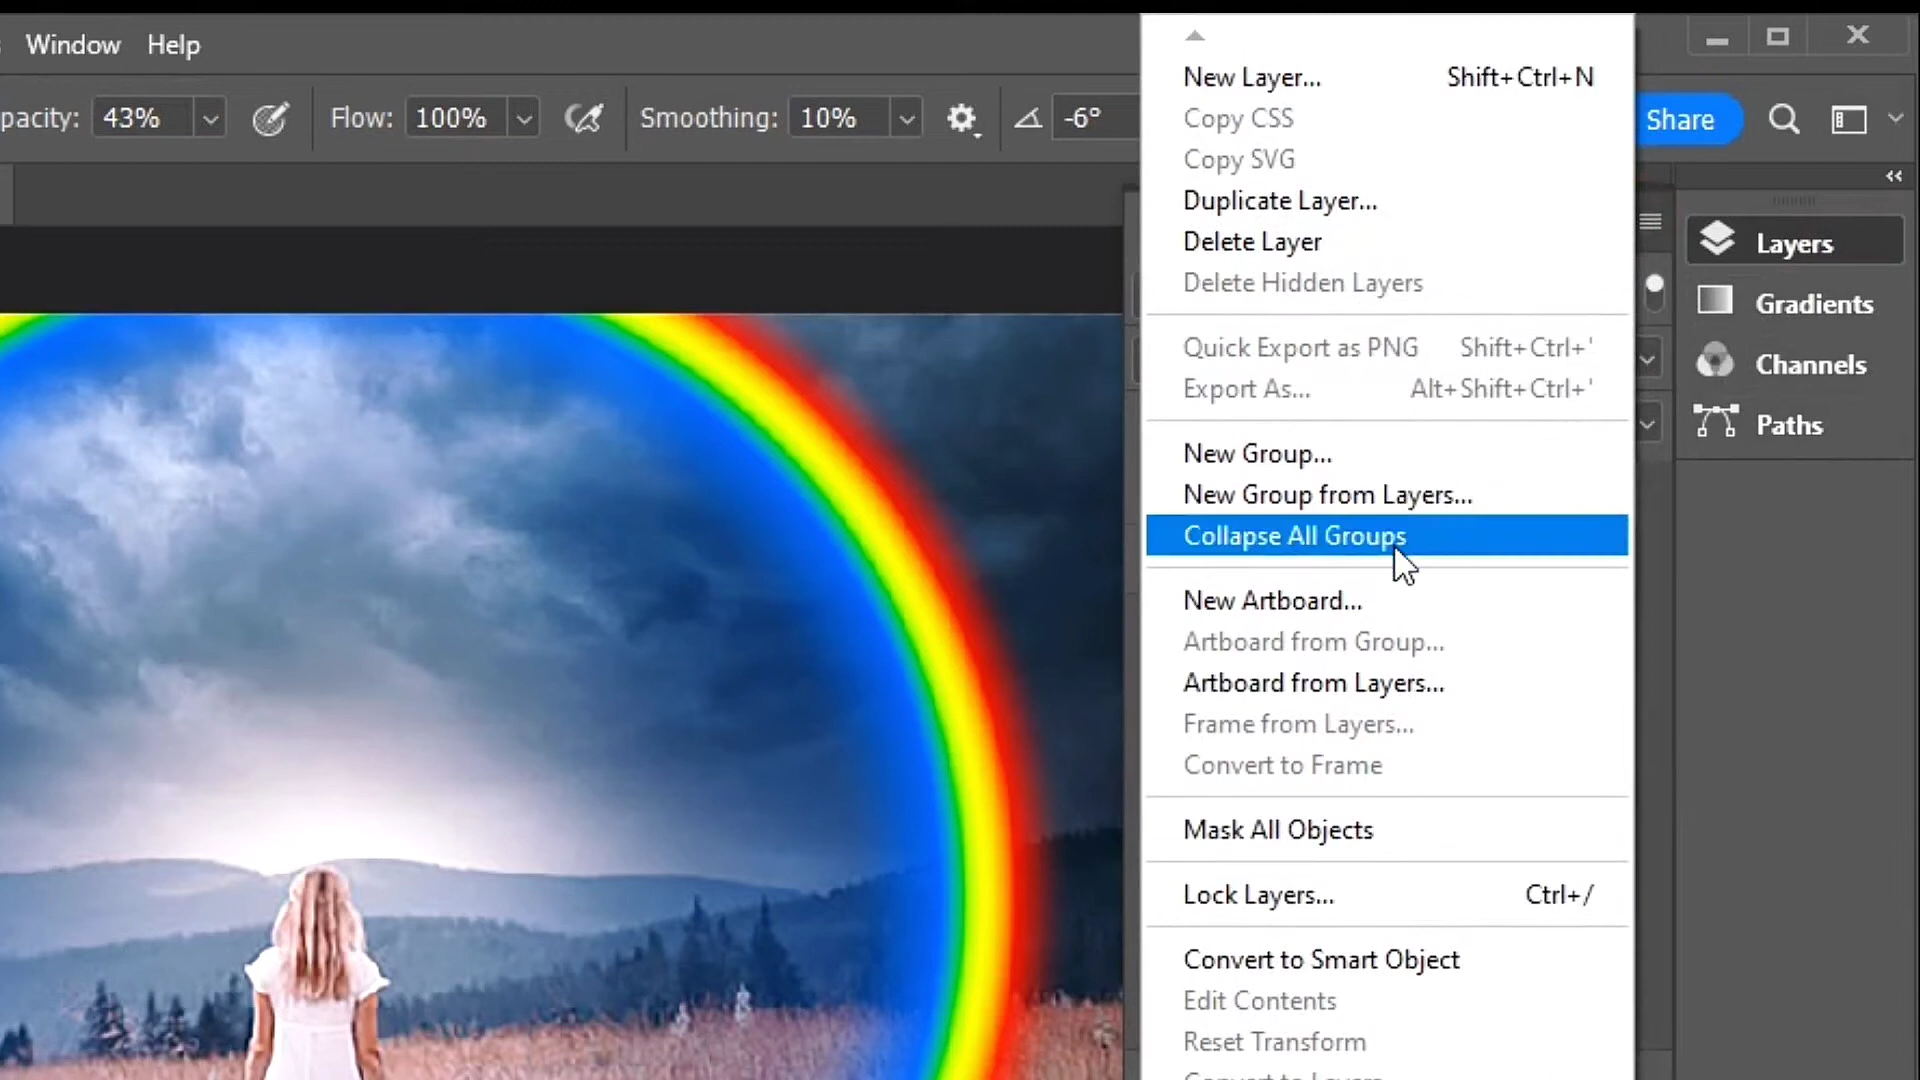 Window Help
pacity: 43% Flow: 100% Smoothing: 10% -6° Share
New Layer... Shift+Ctrl+N
Copy CSS
Copy SVG
Duplicate Layer...
Delete Layer
Delete Hidden Layers
Quick Export as PNG Shift+Ctrl+'
Export As... Alt+Shift+Ctrl+'
New Group...
New Group from Layers...
Collapse All Groups
New Artboard...
Artboard from Group...
Artboard from Layers...
Frame from Layers...
Convert to Frame
Mask All Objects
Lock Layers... Ctrl+/
Convert to Smart Object
Edit Contents
Reset Transform
Convert to Layers
Layers
Gradients
Channels
Paths